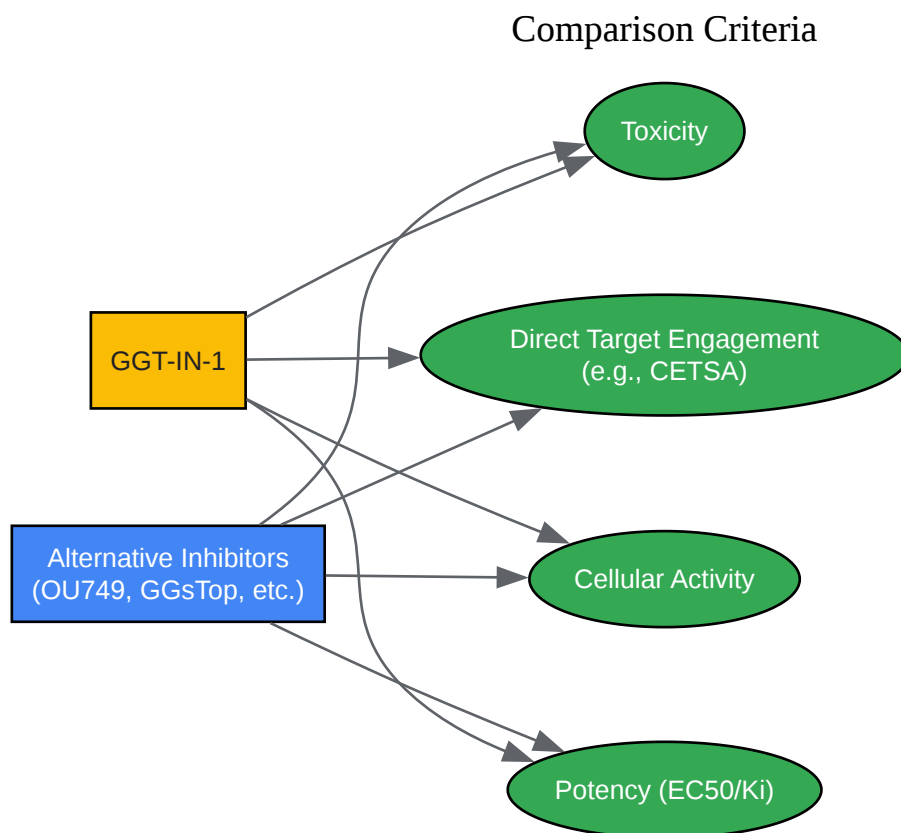 Comparison Criteria
Toxicity
GGT-IN-1
Direct Target Engagement
(e.g., CETSA)
Alternative Inhibitors
(OU749, GGsTop, etc.)
Cellular Activity
Potency (EC50/Ki)